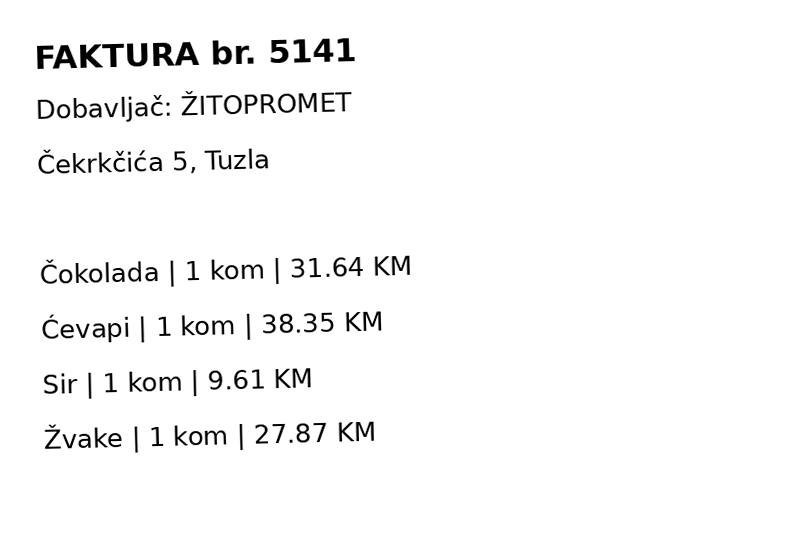 FAKTURA br. 5141
Dobavljač: ŽITOPROMET
Čekrkčića 5, Tuzla
Čokolada | 1 kom | 31.64 KM
Ćevapi | 1 kom | 38.35 KM
Sir | 1 kom | 9.61 KM
Žvake | 1 kom | 27.87 KM